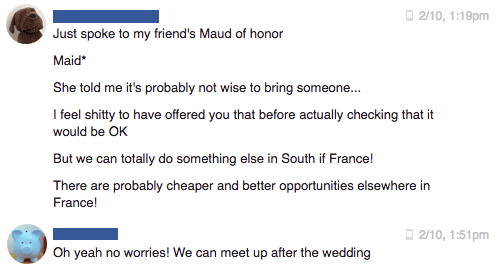 2/10, 1:19pm
Just spoke to my friend's Maud of honor
Maid*
She told me it's probably not wise to bring someone...
I feel shitty to have offered you that before actually checking that it
would be OK
But we can totally do something else in South if France!
There are probably cheaper and better opportunities elsewhere in
France!
2/10, 1:51pm
Oh yeah no worries! We can meet up after the wedding